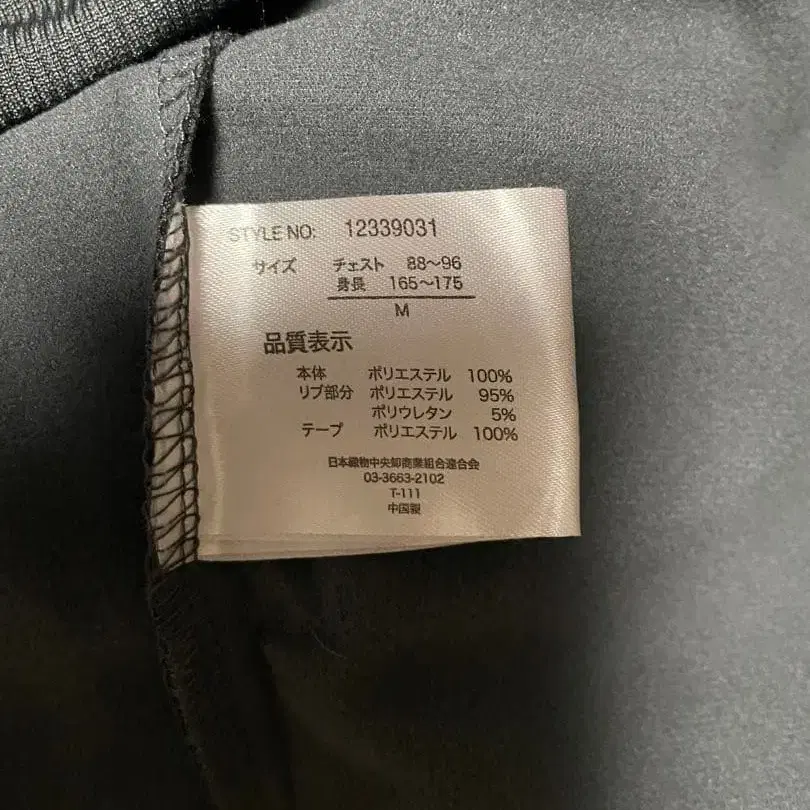 STYLE NO: 12339031
サイズ チェスト 88～96
身長 165～175
M
品質表示
本体 ポリエステル 100%
リブ部分 ポリエステル 95%
ポリウレタン 5%
テープ ポリエステル 100%
日本織物中央卸商業組合連合会
03-3663-2102
T-111
中国製